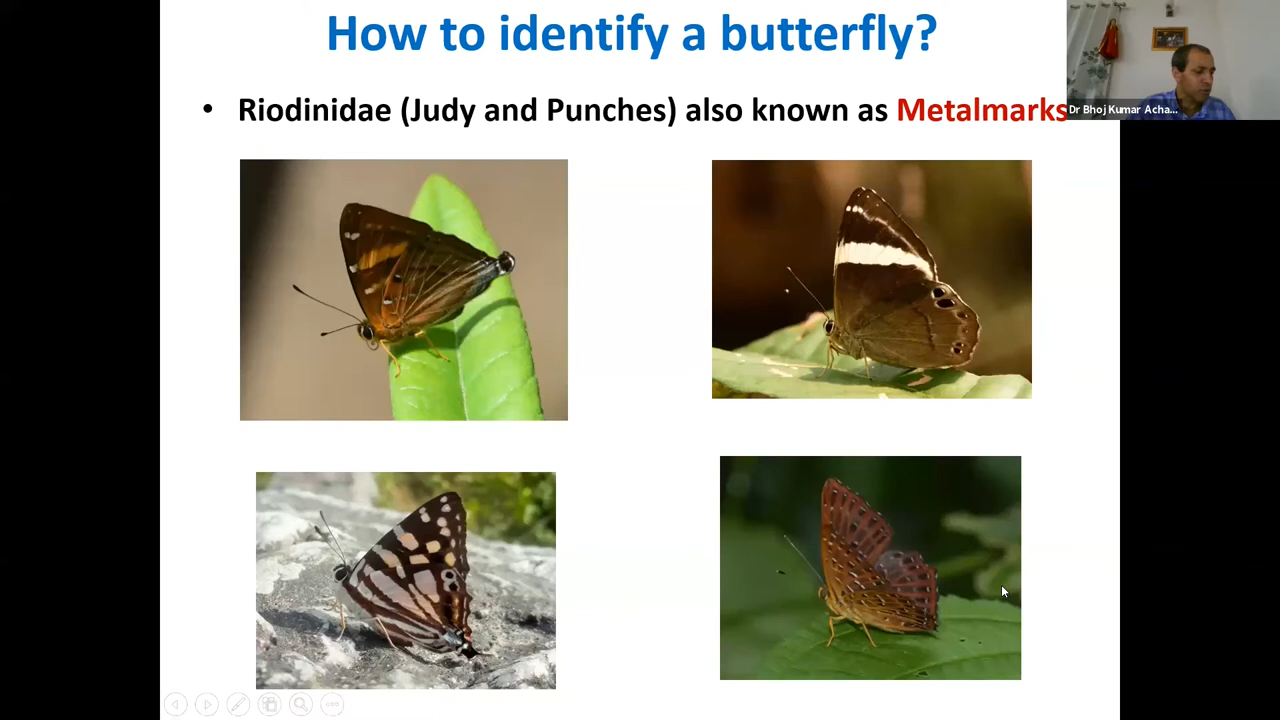 How to identify a butterfly?
• Riodinidae (Judy and Punches) also known as Metalmarks
Dr Bhoj Kumar Acha...